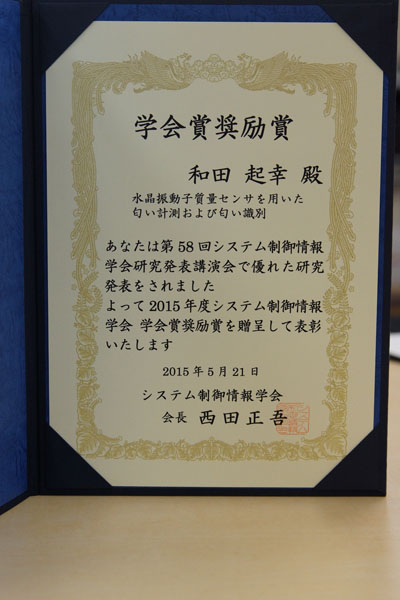 学会賞奨励賞
和田 起幸 殿
水晶振動子質量センサを用いた
匂い計測および匂い識別
あなたは第58回システム制御情報
学会研究発表講演会で優れた研究
発表をされました
よって2015年度システム制御情報
学会 学会賞奨励賞を贈呈して表彰
いたします
2015年5月21日
システム制御情報学会
会長 西田正吾